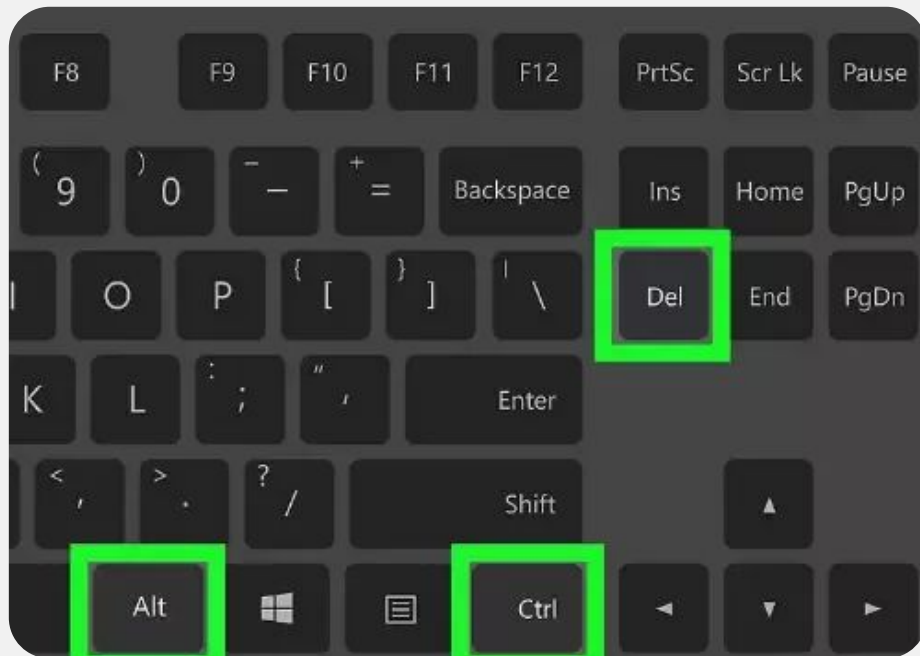 F8 F9 F10 F11 F12 PrtSc Scr Lk Pause
( 9 ) 0 – – + = Backspace Ins Home PgUp
O P { [ } ] | \ Del End PgDn
K L : ; " ' Enter
< , > . ? / Shift
Alt Ctrl